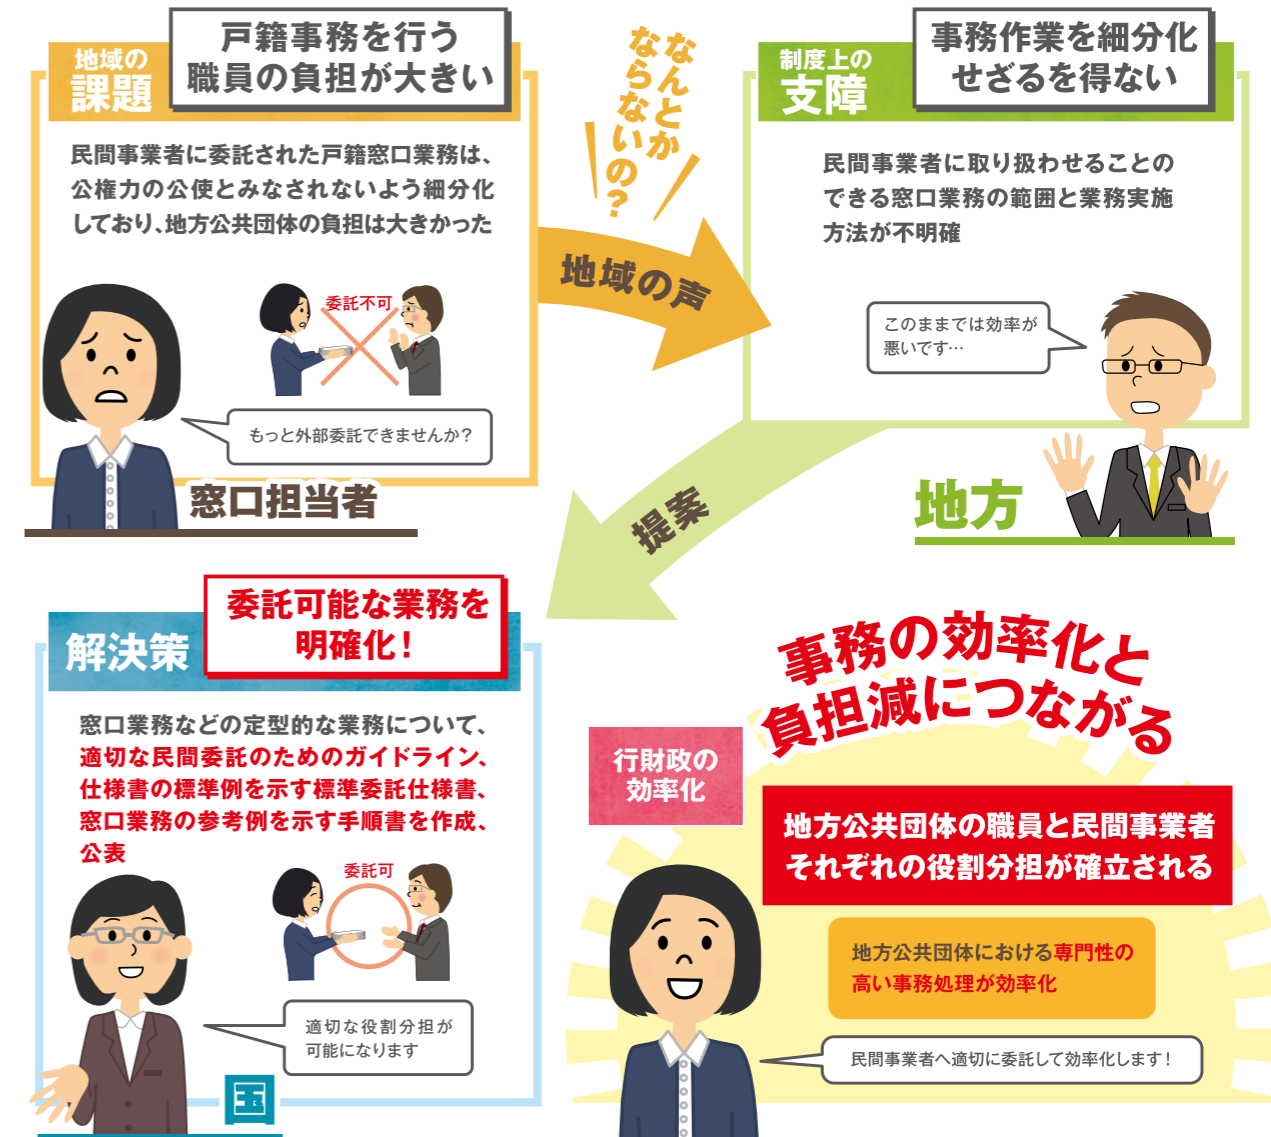 地域の
課題
戸籍事務を行う
職員の負担が大きい
民間事業者に委託された戸籍窓口業務は、
公権力の公使とみなされないよう細分化
しており、地方公共団体の負担は大きかった
委託不可
もっと外部委託できませんか？
窓口担当者
なんとか
ならないの？
地域の声
制度上の
支障
事務作業を細分化
せざるを得ない
民間事業者に取り扱わせることの
できる窓口業務の範囲と業務実施
方法が不明確
このままでは効率が
悪いです…
地方
提案
解決策
委託可能な業務を
明確化！
窓口業務などの定型的な業務について、
適切な民間委託のためのガイドライン、
仕様書の標準例を示す標準委託仕様書、
窓口業務の参考例を示す手順書を作成、
公表
委託可
適切な役割分担が
可能になります
国
事務の効率化と
負担減につながる
行財政の
効率化
地方公共団体の職員と民間事業者
それぞれの役割分担が確立される
地方公共団体における専門性の
高い事務処理が効率化
民間事業者へ適切に委託して効率化します！